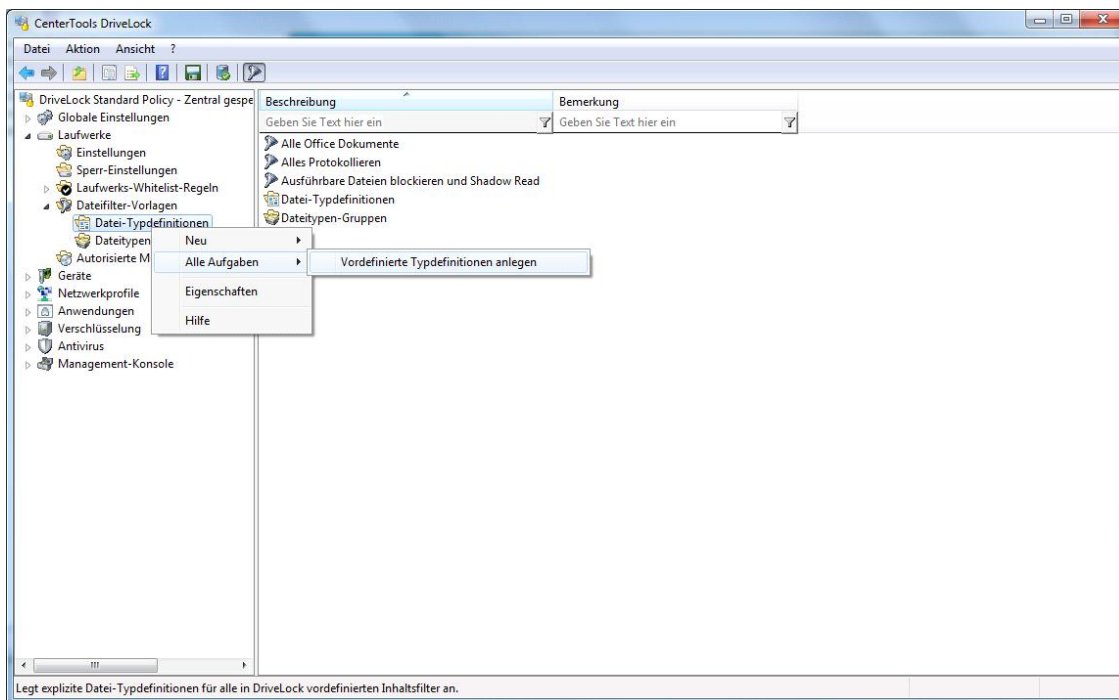 CenterTools DriveLock
Datei Aktion Ansicht ?
DriveLock Standard Policy - Zentral gespe
Globale Einstellungen
Laufwerke
Einstellungen
Sperr-Einstellungen
Laufwerks-Whitelist-Regeln
Dateifilter-Vorlagen
Datei-Typdefinitionen
Dateitypen
Autorisierte M
Geräte
Netzwerkprofile
Anwendungen
Verschlüsselung
Antivirus
Management-Konsole
Neu
Alle Aufgaben
Eigenschaften
Hilfe
Vordefinierte Typdefinitionen anlegen
Beschreibung Bemerkung
Geben Sie Text hier ein Geben Sie Text hier ein
Alle Office Dokumente
Alles Protokollieren
Ausführbare Dateien blockieren und Shadow Read
Datei-Typdefinitionen
Dateitypen-Gruppen
Legt explizite Datei-Typdefinitionen für alle in DriveLock vordefinierten Inhaltsfilter an.